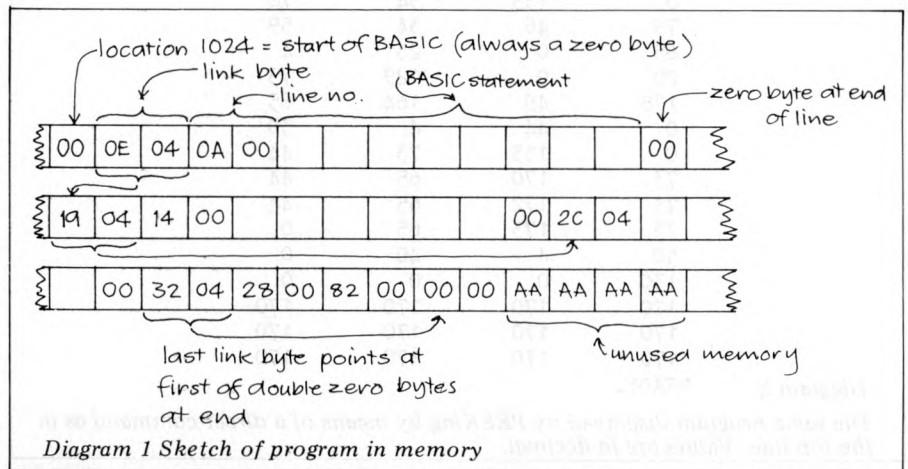 location 1024 = start of BASIC (always a zero byte)
link byte
line no.
BASIC statement
zero byte at end
of line
00 0E 04 0A 00 00
19 04 14 00 00 2C 04
00 32 04 28 00 82 00 00 00 AA AA AA AA
last link byte points at
first of double zero bytes
at end
unused memory
Diagram 1 Sketch of program in memory